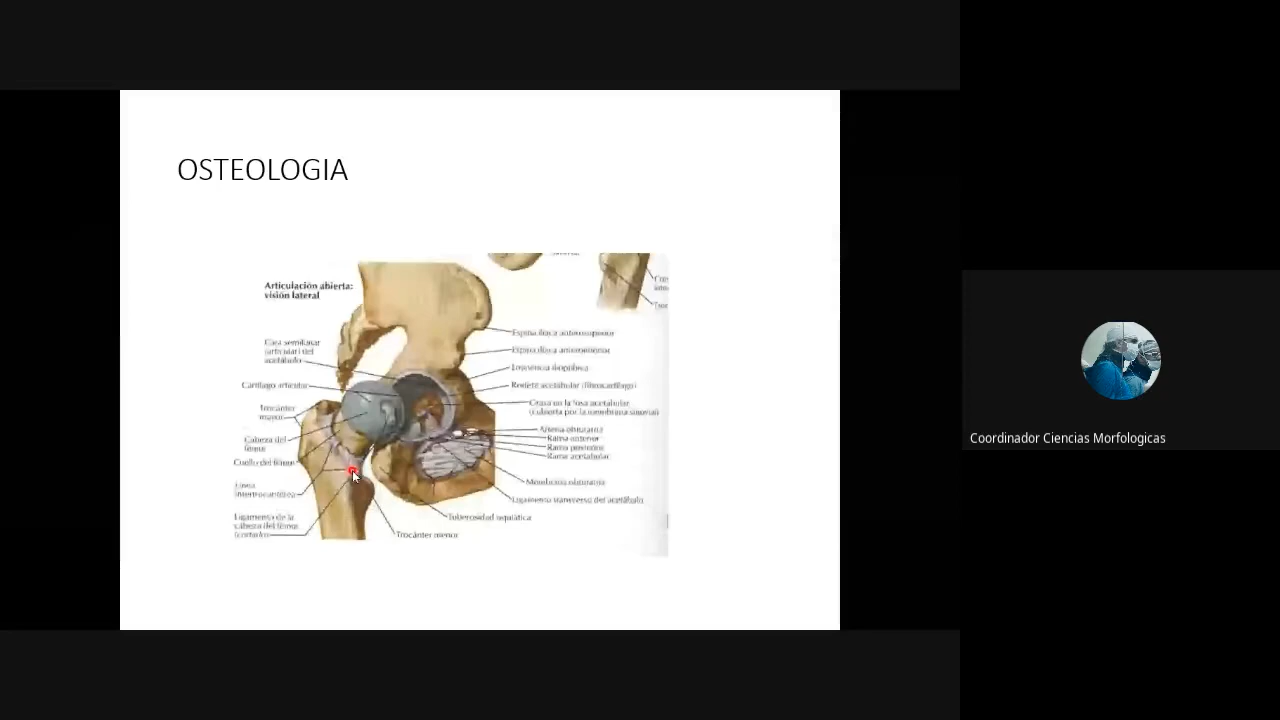 OSTEOLOGIA
Articulación abierta:
visión lateral
Cara semilunar
(articular) del
acetábulo
Cartílago articular
Trocánter
mayor
Cabeza del
fémur
Cuello del fémur
Línea
intertrocantérica
Ligamento de la
cabeza del fémur
(cortado)
Espina ilíaca anterosuperior
Espina ilíaca anteroinferior
Eminencia iliopúbica
Rodete acetabular (fibrocartílago)
Grasa en la fosa acetabular
(cubierta por la membrana sinovial)
Arteria obturatriz
Rama anterior
Rama posterior
Rama acetabular
Membrana obturatriz
Ligamento transverso del acetábulo
Tuberosidad isquiática
Trocánter menor
Coordinador Ciencias Morfologicas